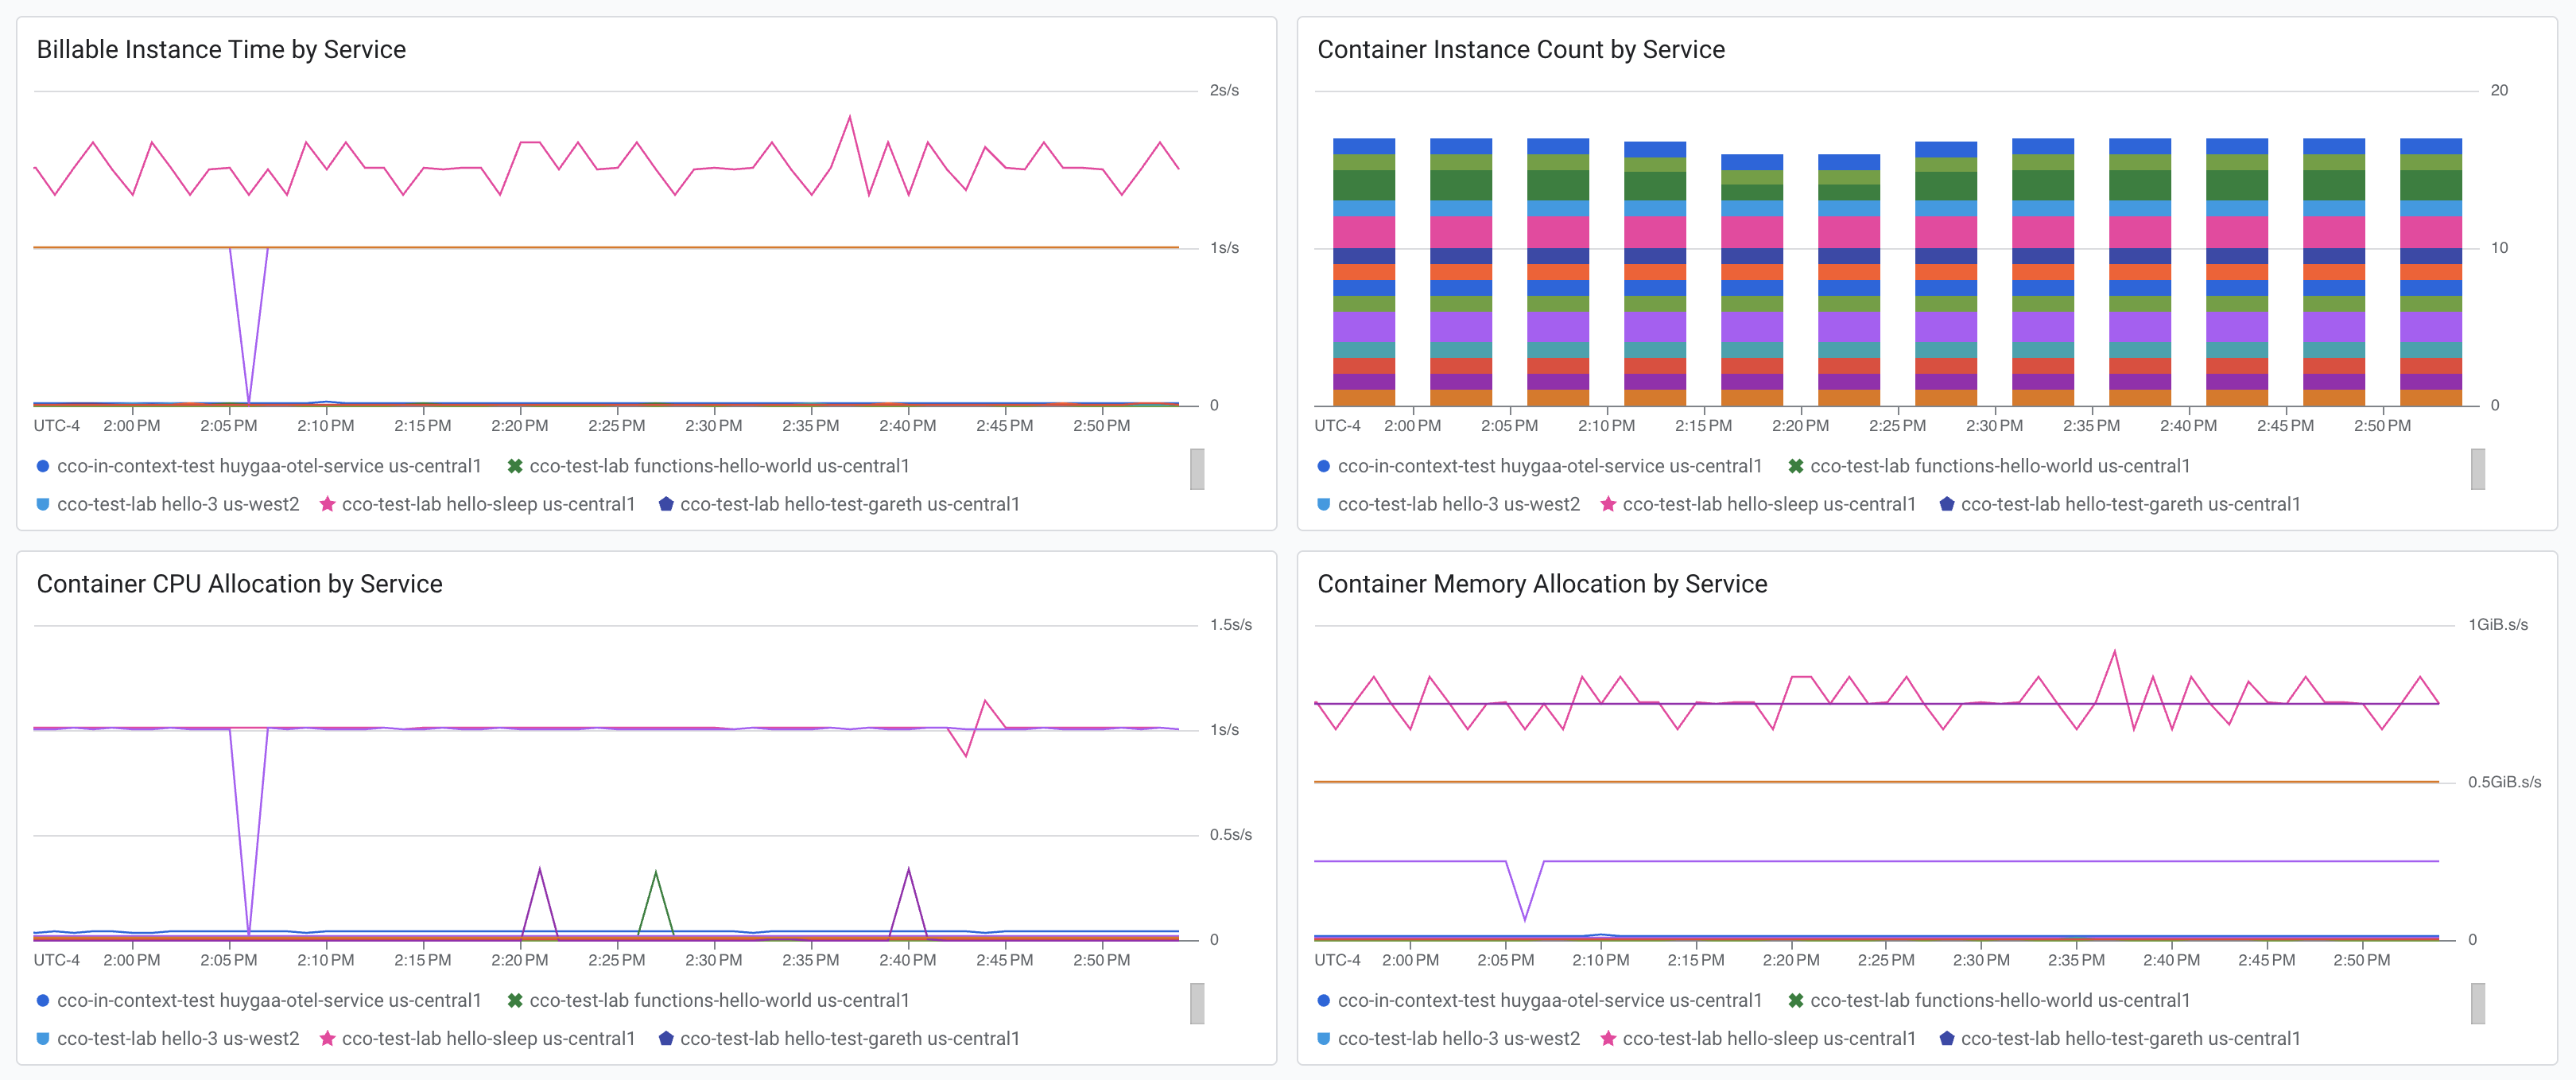 Billable Instance Time by Service
2s/s
1s/s
0
UTC-4 2:00 PM 2:05 PM 2:10 PM 2:15 PM 2:20 PM 2:25 PM 2:30 PM 2:35 PM 2:40 PM 2:45 PM 2:50 PM
cco-in-context-test huygaa-otel-service us-central1 cco-test-lab functions-hello-world us-central1
cco-test-lab hello-3 us-west2 cco-test-lab hello-sleep us-central1 cco-test-lab hello-test-gareth us-central1
Container Instance Count by Service
20
10
0
UTC-4 2:00 PM 2:05 PM 2:10 PM 2:15 PM 2:20 PM 2:25 PM 2:30 PM 2:35 PM 2:40 PM 2:45 PM 2:50 PM
cco-in-context-test huygaa-otel-service us-central1 cco-test-lab functions-hello-world us-central1
cco-test-lab hello-3 us-west2 cco-test-lab hello-sleep us-central1 cco-test-lab hello-test-gareth us-central1
Container CPU Allocation by Service
1.5s/s
1s/s
0.5s/s
0
UTC-4 2:00 PM 2:05 PM 2:10 PM 2:15 PM 2:20 PM 2:25 PM 2:30 PM 2:35 PM 2:40 PM 2:45 PM 2:50 PM
cco-in-context-test huygaa-otel-service us-central1 cco-test-lab functions-hello-world us-central1
cco-test-lab hello-3 us-west2 cco-test-lab hello-sleep us-central1 cco-test-lab hello-test-gareth us-central1
Container Memory Allocation by Service
1GiB.s/s
0.5GiB.s/s
0
UTC-4 2:00 PM 2:05 PM 2:10 PM 2:15 PM 2:20 PM 2:25 PM 2:30 PM 2:35 PM 2:40 PM 2:45 PM 2:50 PM
cco-in-context-test huygaa-otel-service us-central1 cco-test-lab functions-hello-world us-central1
cco-test-lab hello-3 us-west2 cco-test-lab hello-sleep us-central1 cco-test-lab hello-test-gareth us-central1